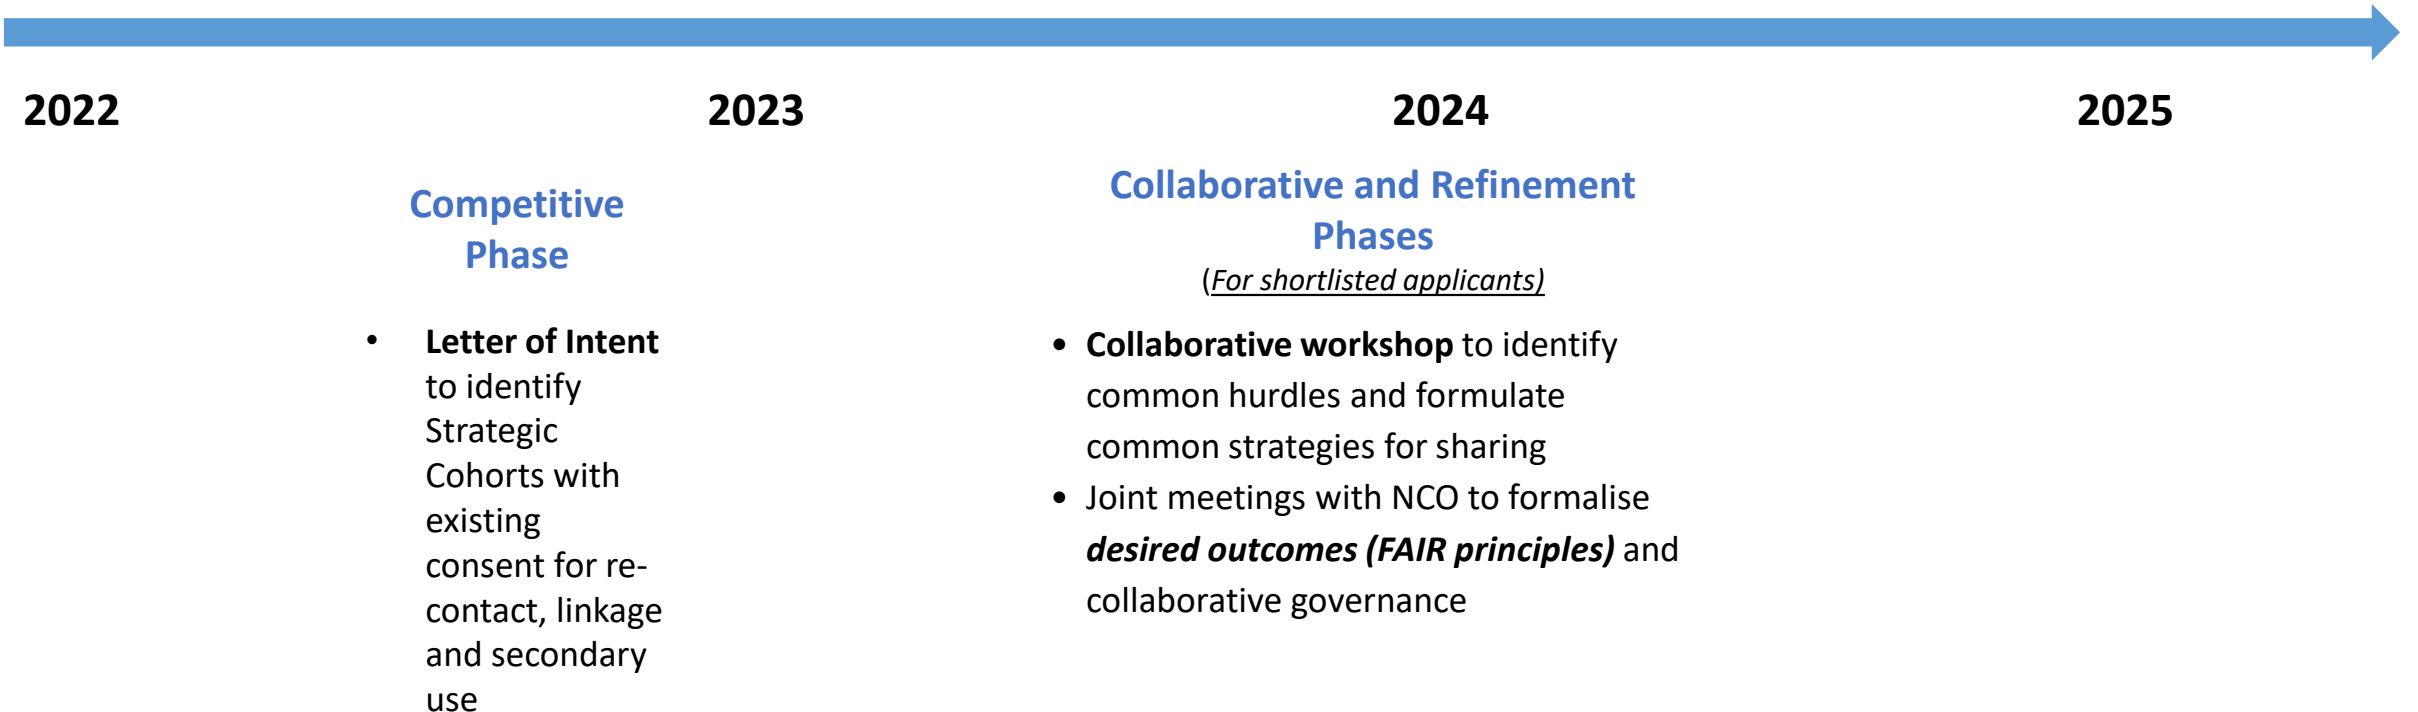 2022
2023
2024
2025
Competitive
Phase
• Letter of Intent
to identify
Strategic
Cohorts with
existing
consent for re-
contact, linkage
and secondary
use
Collaborative and Refinement
Phases
(For shortlisted applicants)
• Collaborative workshop to identify
common hurdles and formulate
common strategies for sharing
• Joint meetings with NCO to formalise
desired outcomes (FAIR principles) and
collaborative governance